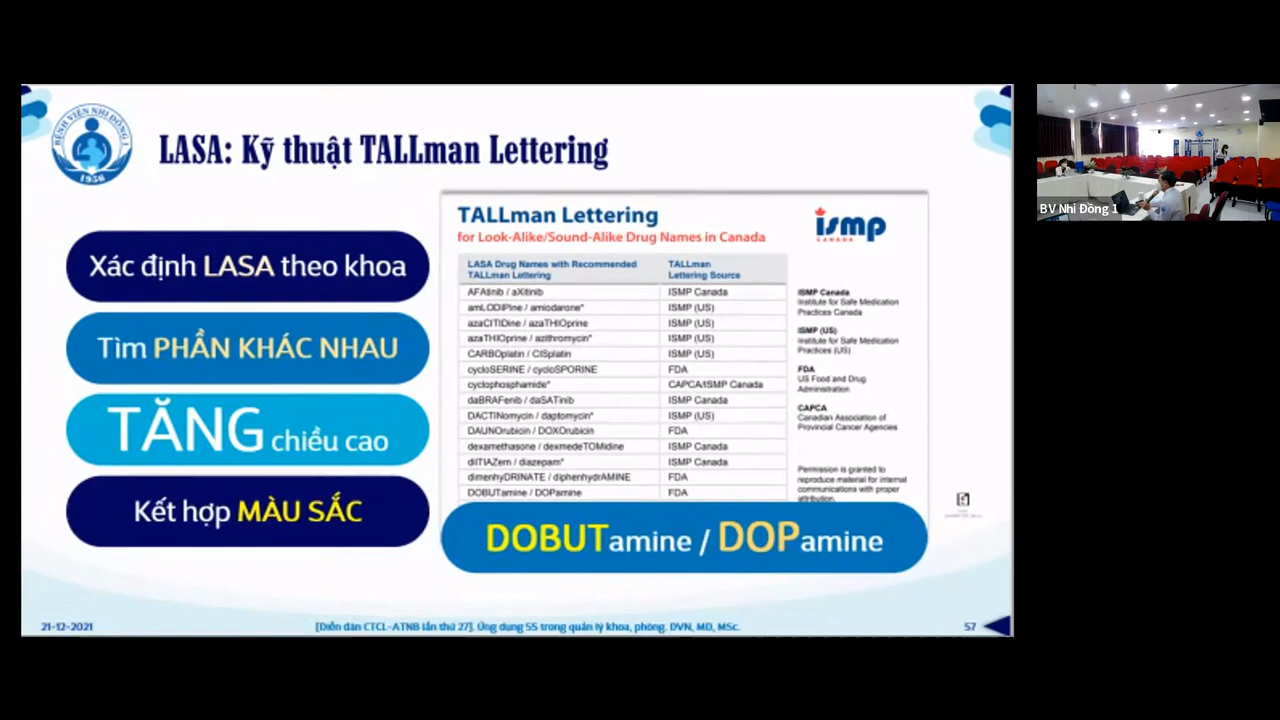 BỆNH VIỆN NHI ĐỒNG 1
1956
LASA: Kỹ thuật TALLman Lettering
Xác định LASA theo khoa
Tìm PHẦN KHÁC NHAU
TĂNG chiều cao
Kết hợp MÀU SẮC
TALLman Lettering
for Look-Alike/Sound-Alike Drug Names in Canada
ismp
CANADA
LASA Drug Names with Recommended TALLman Lettering
TALLman Lettering Source
AFAtinib / aXitinib ISMP Canada
amLODIPine / amiodarone* ISMP (US)
azaCITIDine / azaTHIOprine ISMP (US)
azaTHIOprine / azithromycin* ISMP (US)
CARBOplatin / CISplatin ISMP (US)
cycloSERINE / cycloSPORINE FDA
cyclophosphamide* CAPCA/ISMP Canada
daBRAFenib / daSATinib ISMP Canada
DACTINomycin / daptomycin* ISMP (US)
DAUNOrubicin / DOXOrubicin FDA
dexamethasone / dexmedeTOMidine ISMP Canada
dilTIAZem / diazepam* ISMP Canada
dimenhyDRINATE / diphenhydrAMINE FDA
DOBUTamine / DOPamine FDA
ISMP Canada
Institute for Safe Medication
Practices Canada
ISMP (US)
Institute for Safe Medication
Practices (US)
FDA
US Food and Drug
Administration
CAPCA
Canadian Association of
Provincial Cancer Agencies
Permission is granted to
reproduce material for internal
communications with proper
attribution.
DOBUTamine / DOPamine
21-12-2021
[Diễn đàn CTCL-ATNB lần thứ 27]. Ứng dụng 5S trong quản lý khoa, phòng. DVN, MD, MSc.
57
BV Nhi Đồng 1